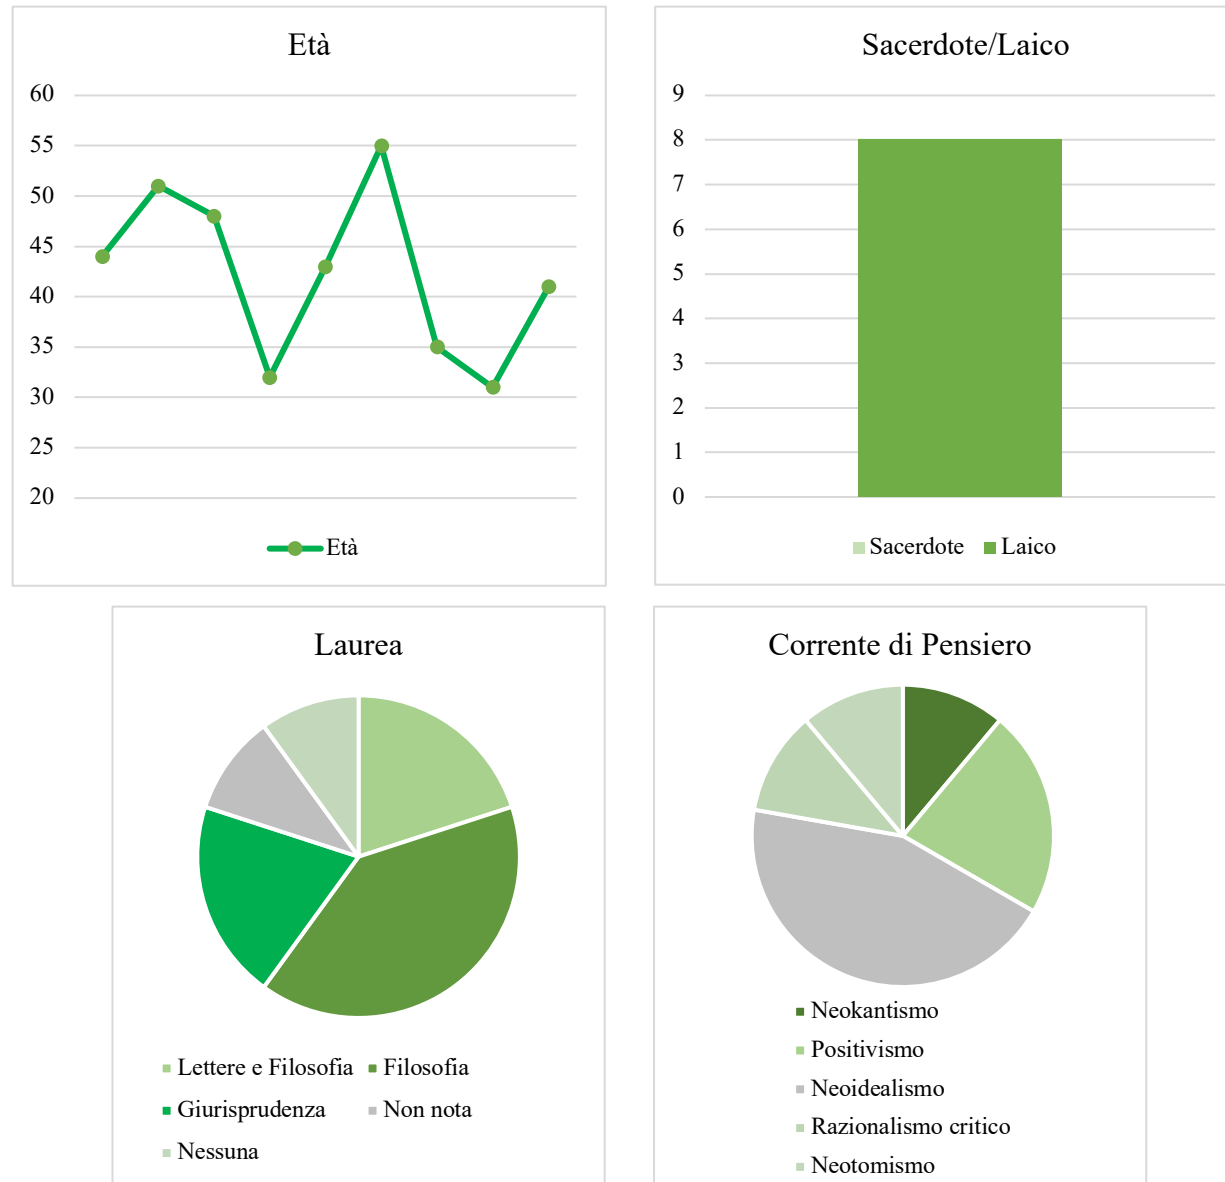 Età
60
55
50
45
40
35
30
25
20
Età
Sacerdote/Laico
9
8
7
6
5
4
3
2
1
0
Sacerdote Laico
Laurea
Lettere e Filosofia Filosofia
Giurisprudenza Non nota
Nessuna
Corrente di Pensiero
Neokantismo
Positivismo
Neoidealismo
Razionalismo critico
Neotomismo